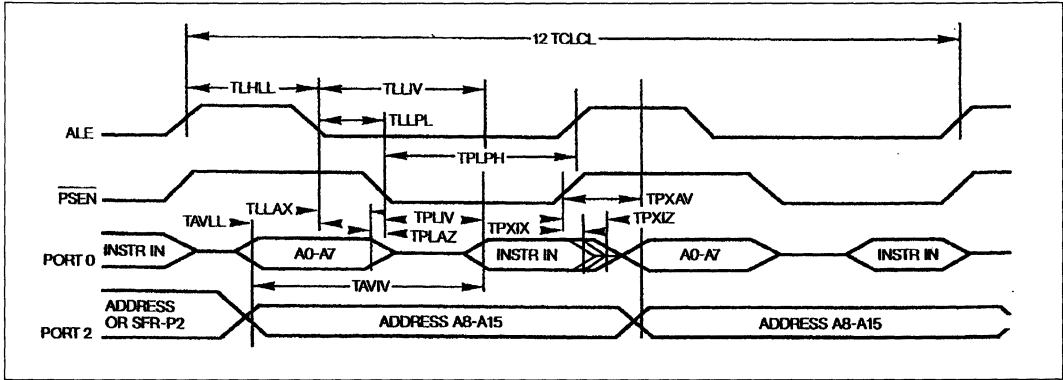 12 TCLCL
TLHLL
TLLIV
ALE
TLLPL
TPLPH
PSEN
TLLAX
TPXAV
TAVLL
TPLIV
TPXIZ
TPLAZ
TPXIX
PORT 0
INSTR IN
A0-A7
INSTR IN
A0-A7
INSTR IN
TAVIV
PORT 2
ADDRESS
OR SFR-P2
ADDRESS A8-A15
ADDRESS A8-A15